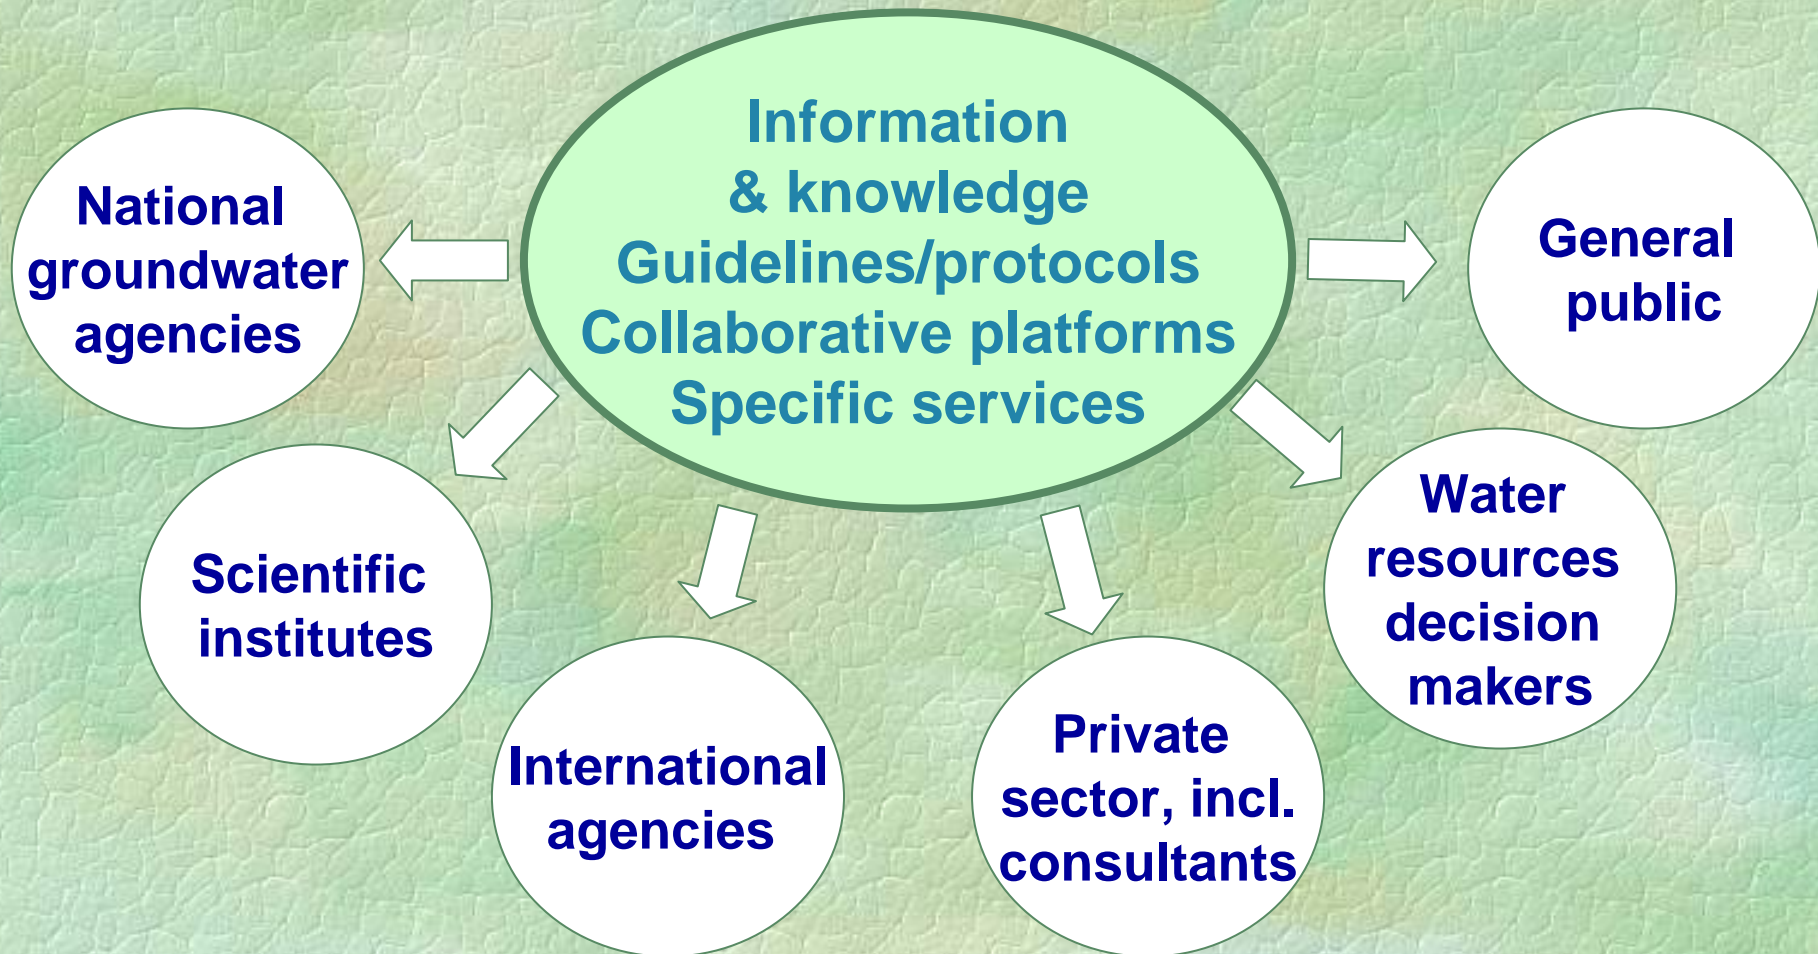 Information
& knowledge
Guidelines/protocols
Collaborative platforms
Specific services
National
groundwater
agencies
Scientific
institutes
International
agencies
Private
sector, incl.
consultants
Water
resources
decision
makers
General
public